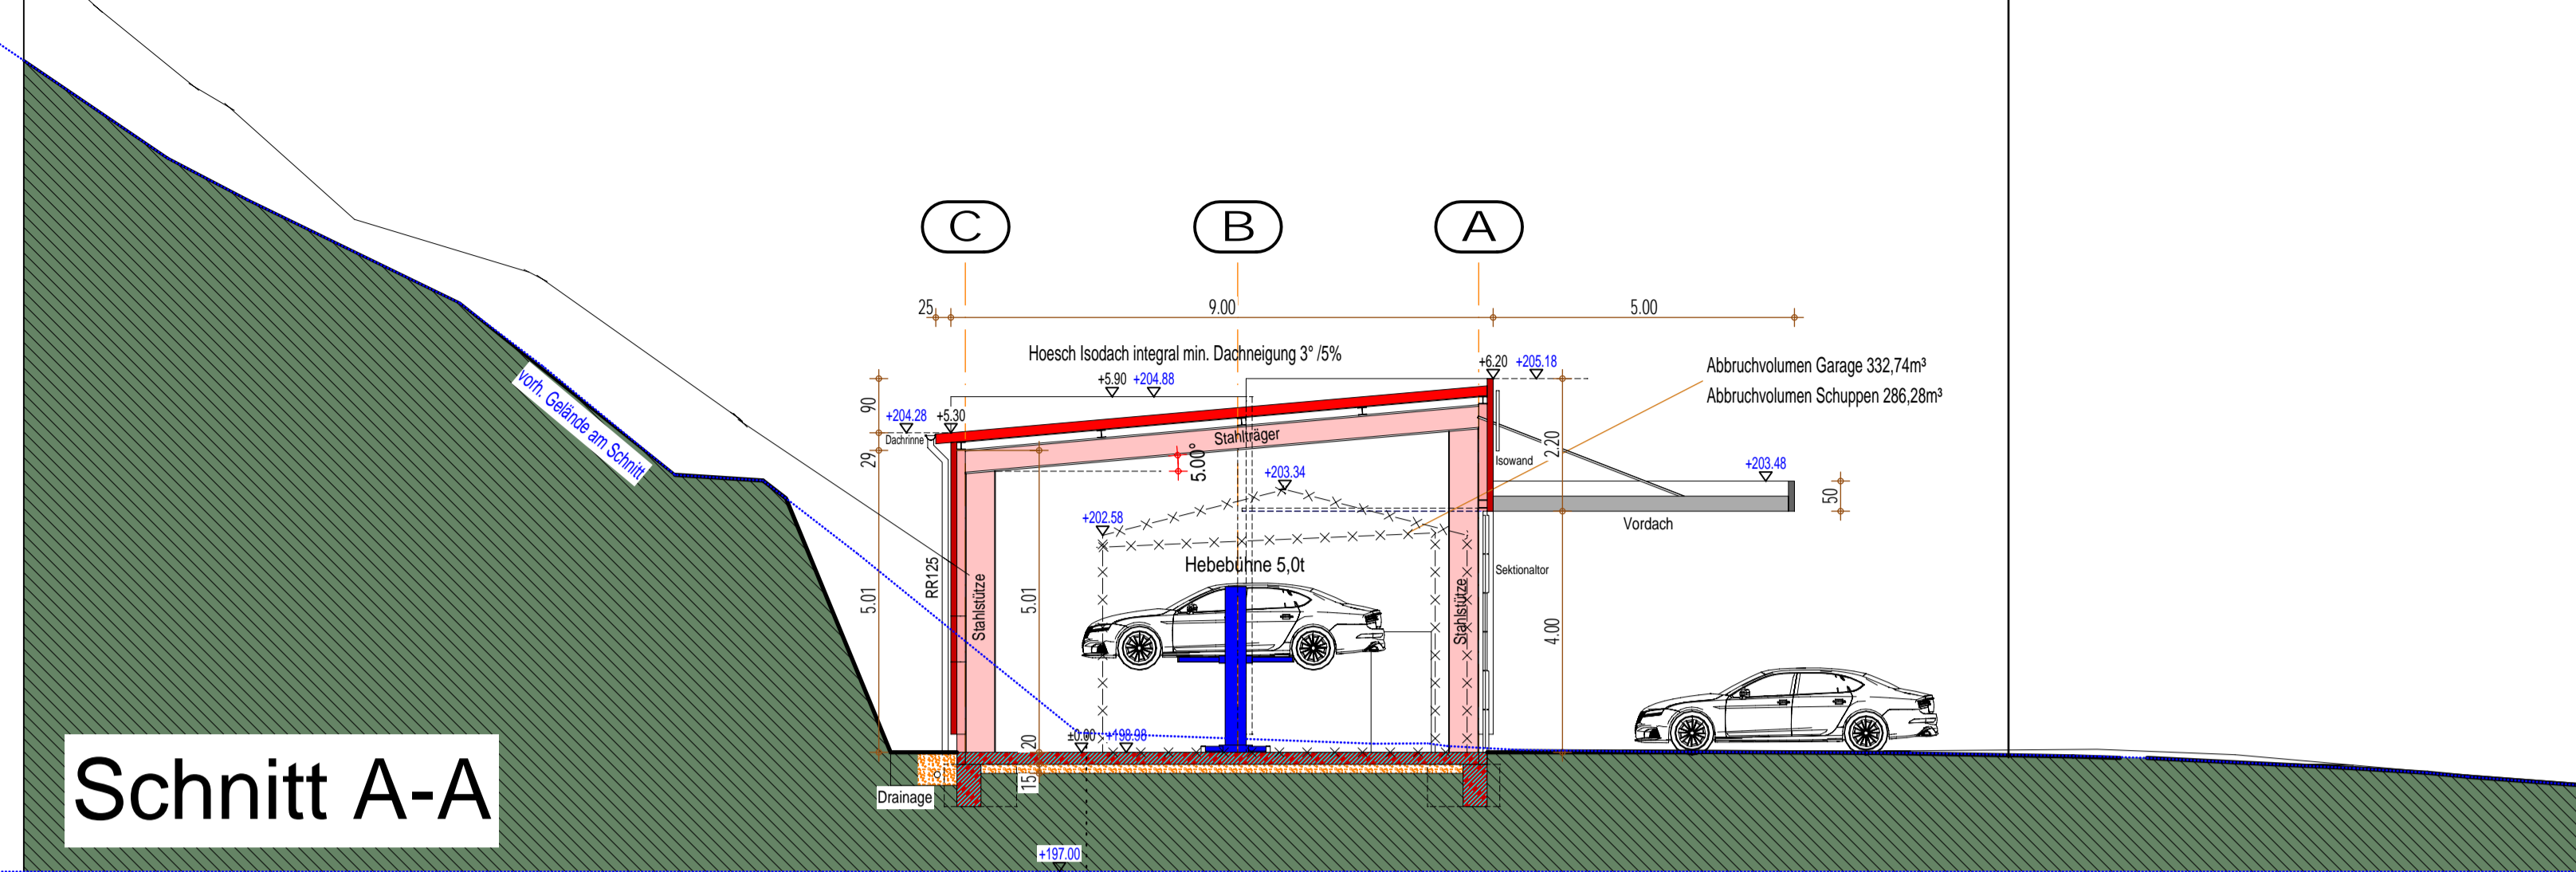 C
B
A
25
9.00
5.00
Hoesch Isodach integral min. Dachneigung 3° /5%
+6.20 +205.18
Abbruchvolumen Garage 332,74m³
Abbruchvolumen Schuppen 286,28m³
+5.90 +204.88
90
+204.28 +5.30
Dachrinne
vorh. Gelände am Schnitt
Stahlträger
29
5.00°
2.20
Isowand
+203.34
+203.48
50
+202.58
Vordach
Hebebühne 5,0t
Sektionaltor
RR125
Stahlstütze
5.01
5.01
Stahlstütze
4.00
±0.00 +198.98
20
15
Drainage
Schnitt A-A
+197.00